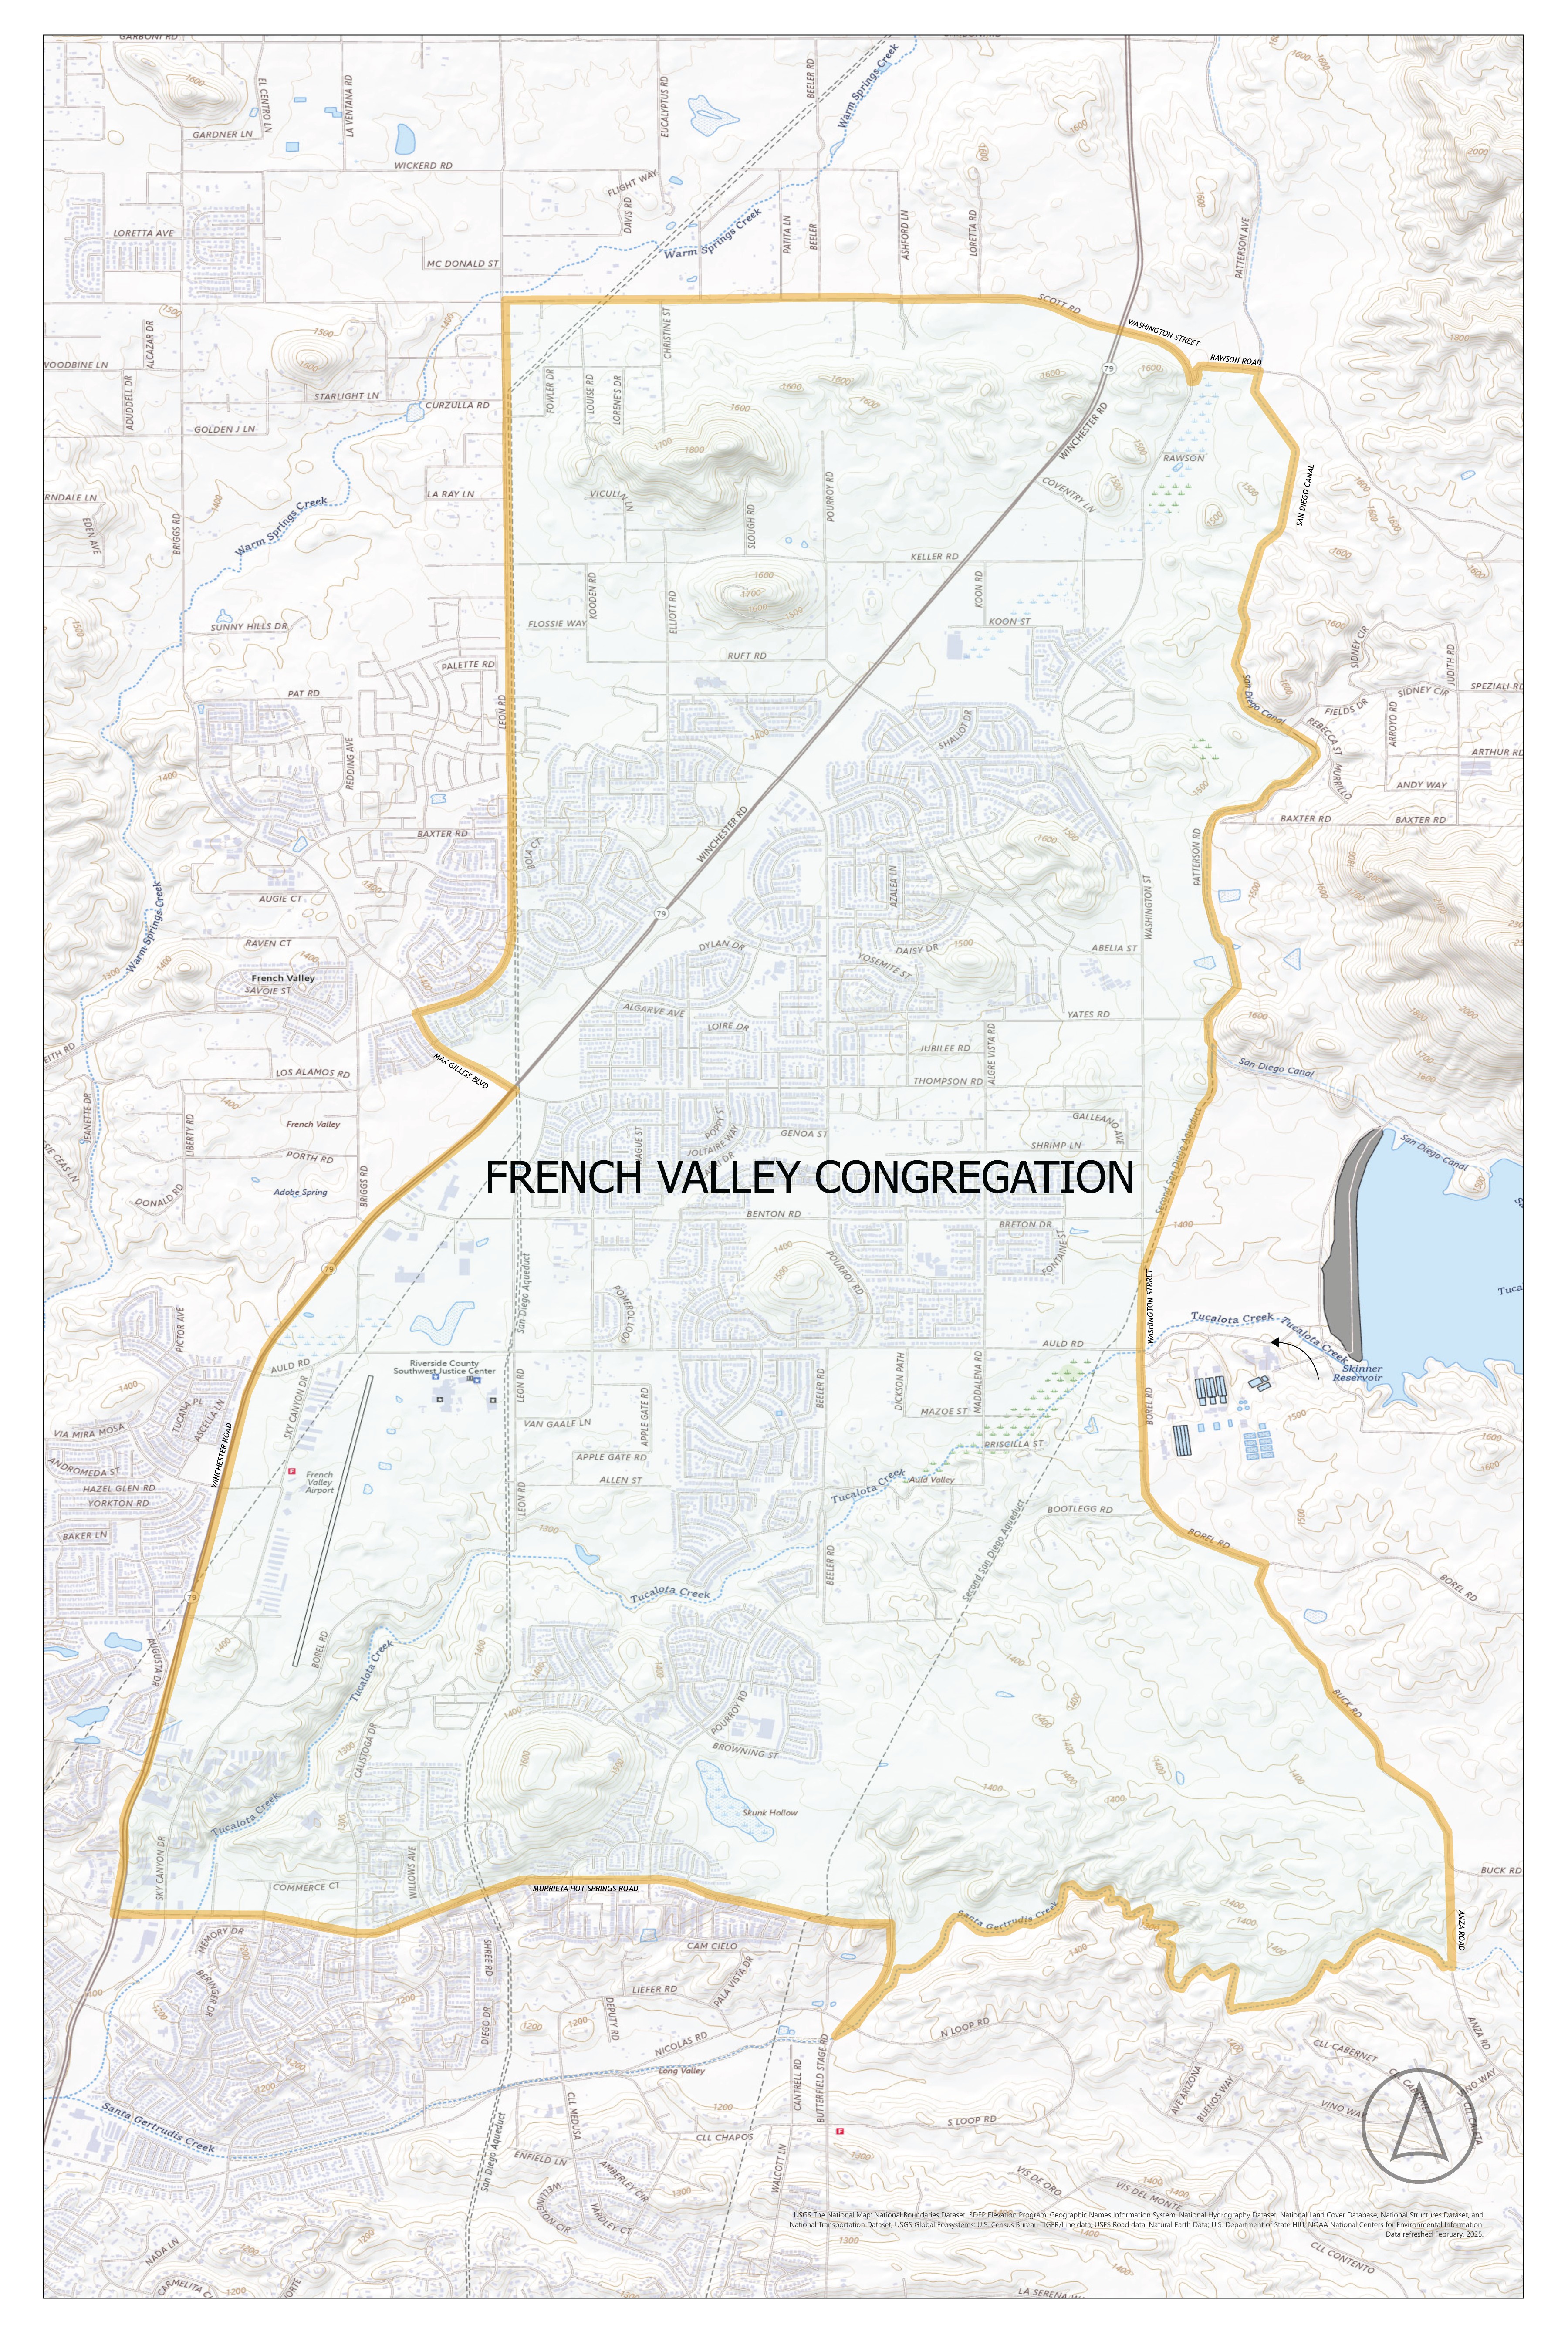 GARBONI RD
Warm Springs Creek
GARDNER LN
EL CENTRO LN
LA VENTANA RD
EUCALYPTUS RD
BEELER RD
WICKERD RD
FLIGHT WAY
DAVIS RD
LORETTA AVE
Warm Springs Creek
PATITA LN
BEELER
ASHFORD LN
LORETTA RD
PATTERSON AVE
MC DONALD ST
SCOTT RD
WASHINGTON STREET
RAWSON ROAD
CHRISTINE ST
ALCAZAR DR
WOODBINE LN
ADUDDELL DR
STARLIGHT LN
CURZULLA RD
GOLDEN J LN
FOWLER DR
LOUISE RD
LORENE'S DR
79
WINCHESTER RD
RAWSON
COVENTRY LN
SAN DIEGO CANAL
LA RAY LN
VICULLN LN
SLOUGH RD
POURROY RD
RNDALE LN
EDEN AVE
BRIGGS RD
Warm Springs Creek
KELLER RD
KOON RD
KOODEN RD
ELLIOTT RD
FLOSSIE WAY
KOON ST
SUNNY HILLS DR
RUFT RD
PALETTE RD
PAT RD
LEON RD
REDDING AVE
SIDNEY CIR
JUDITH RD
SIDNEY CIR
SPEZIALI RD
San Diego Canal
FIELDS DR
ARROYO RD
REBECCA ST
MURRILLO
ARTHUR RD
ANDY WAY
SHALLOT DR
WINCHESTER RD
BAXTER RD
BAXTER RD
BAXTER RD
BOLA CT
PATTERSON RD
AZALEA LN
WASHINGTON ST
AUGIE CT
79
Warm Springs Creek
RAVEN CT
French Valley
SAVOIE ST
DYLAN DR
DAISY DR
YOSEMITE ST
ABELIA ST
ALGARVE AVE
LOIRE DR
YATES RD
EITH RD
MAX GILLISS BLVD
LOS ALAMOS RD
JUBILEE RD
ALGRE VISTA RD
THOMPSON RD
San Diego Canal
JEANETTE DR
LIBERTY RD
French Valley
PORTH RD
POPPY ST
JOLTAIRE WAY
GENOA ST
GALLEANO AVE
SHRIMP LN
Second San Diego Aqueduct
San Diego Canal
DONALD RD
Adobe Spring
BRIGGS RD
FRENCH VALLEY CONGREGATION
BENTON RD
BRETON DR
FONTAINE ST
79
San Diego Aqueduct
POURROY RD
WASHINGTON STRRET
Tucalota Creek
Tucalota Creek
Skinner
Reservoir
PICTOR AVE
AULD RD
AULD RD
Riverside County
Southwest Justice Center
SKY CANYON DR
LEON RD
APPLE GATE RD
BEELER RD
DICKSON PATH
MADDALENA RD
BOREL RD
TUCANA PL
ASCELLA LN
VIA MIRA MOSA
ANDROMEDA ST
HAZEL GLEN RD
YORKTON RD
BAKER LN
WINCHESTER ROAD
VAN GAALE LN
APPLE GATE RD
ALLEN ST
MAZOE ST
PRISCILLA ST
French
Valley
Airport
LEON RD
Tucalota Creek
Auld Valley
BOOTLEGG RD
BOREL RD
Second San Diego Aqueduct
BEELER RD
Tucalota Creek
BOREL RD
79
AUGUSTA DR
BOREL RD
Tucalota Creek
POURROY RD
BROWNING ST
BUCK RD
CALISTOGA DR
Skunk Hollow
Tucalota Creek
SKY CANYON DR
WILLOWS AVE
COMMERCE CT
MURRIETA HOT SPRINGS ROAD
BUCK RD
ANZA ROAD
Santa Gertrudis Creek
MEMORY DR
BERINGER DR
SHREE RD
CAM CIELO
PALA VISTA DR
LIEFER RD
DIEGO DR
DEPUTY RD
NICOLAS RD
N LOOP RD
ANZA RD
CLL CABERNET
Long Valley
CANTRELL RD
BUTTERFIELD STAGE RD
AVE ARIZONA
BUENOS WAY
VINO WAY
Santa Gertrudis Creek
CLL MEDUSA
CLL CHAPOS
S LOOP RD
San Diego Aqueduct
ENFIELD LN
AMBERLEY CIR
WELLINGTON CIR
YARDLEY CT
WALCOTT LN
VIS DE ORO
VIS DEL MONTE
USGS The National Map: National Boundaries Dataset, 3DEP Elevation Program, Geographic Names Information System, National Hydrography Dataset, National Land Cover Database, National Structures Dataset, and
National Transportation Dataset; USGS Global Ecosystems; U.S. Census Bureau TIGER/Line data; USFS Road data; Natural Earth Data; U.S. Department of State HIU; NOAA National Centers for Environmental Information.
Data refreshed February, 2025.
NADA LN
CLL CONTENTO